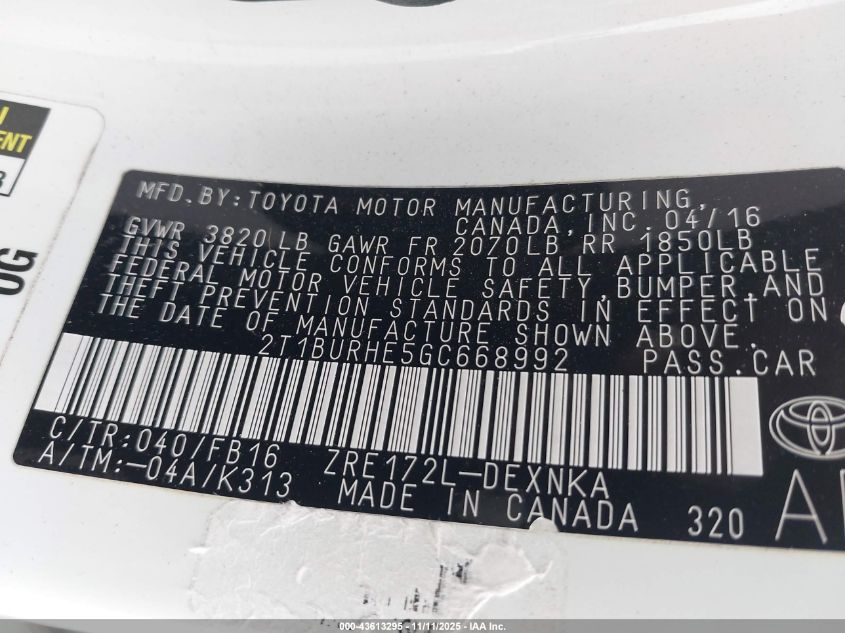 ENT
OG
MFD.BY:TOYOTA MOTOR MANUFACTURING,
CANADA,INC.04/16
GVWR 3820LB GAWR FR 2070LB RR 1850LB
THIS VEHICLE CONFORMS TO ALL APPLICABLE
FEDERAL MOTOR VEHICLE SAFETY,BUMPER,AND
THEFT PREVENTION STANDARDS IN EFFECT ON
THE DATE OF MANUFACTURE SHOWN ABOVE.
2T1BURHE5GC668992 PASS.CAR
C/TR:040/FB16 ZRE172L-DEXNKA
A/TM:-04A/K313 MADE IN CANADA 320
A
000-43613295 - 11/11/2025 - IAA Inc.